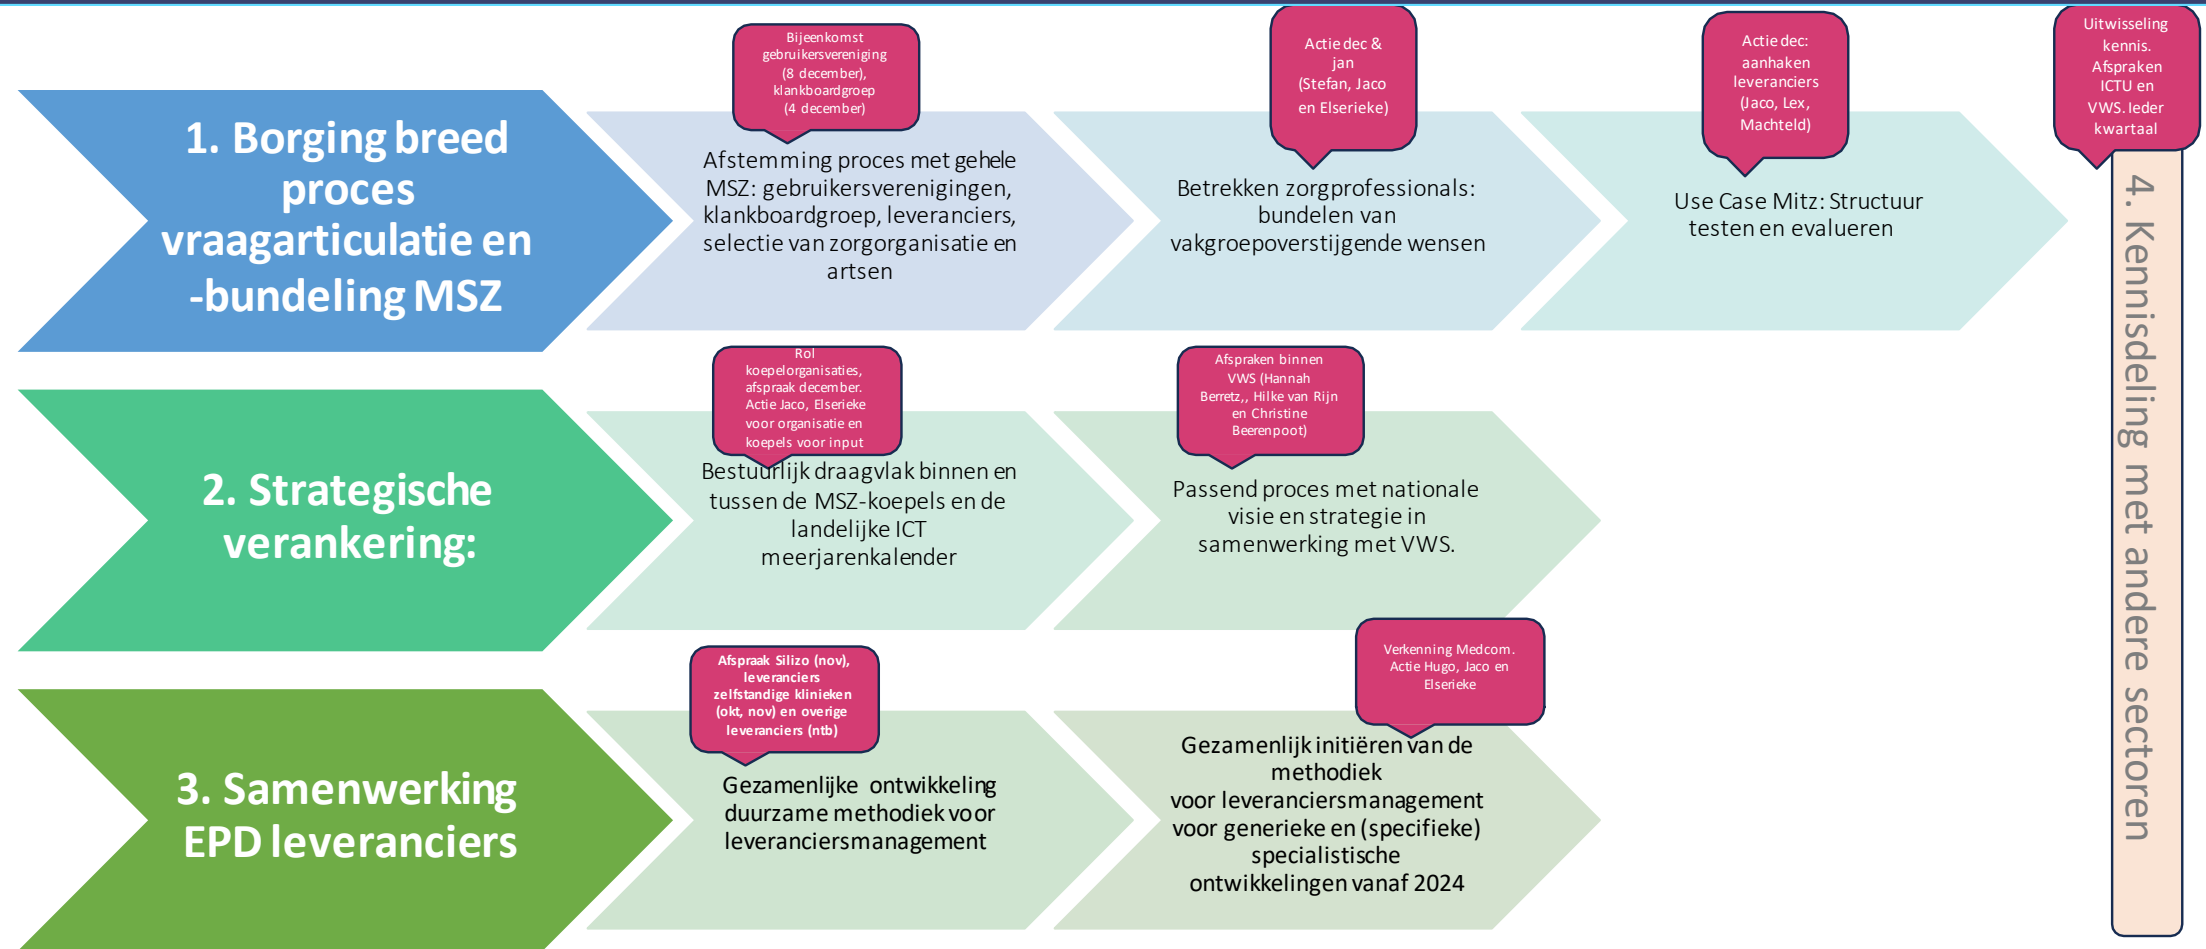 1. Borging breed
proces
vraagarticulatie en
-bundeling MSZ
Bijeenkomst
gebruikersvereniging
(8 december),
klankboardgroep
(4 december)
Afstemming proces met gehele
MSZ: gebruikersverenigingen,
klankboardgroep, leveranciers,
selectie van zorgorganisatie en
artsen
Actie dec &
jan
(Stefan, Jaco
en Elserieke)
Betrekken zorgprofessionals:
bundelen van
vakgroepoverstijgende wensen
Actie dec:
aanhaken
leveranciers
(Jaco, Lex,
Machteld)
Use Case Mitz: Structuur
testen en evalueren
Uitwisseling
kennis.
Afspraken
ICTU en
VWS. Ieder
kwartaal
4. Kennisdeling met andere sectoren
2. Strategische
verankering:
Rol
koepelorganisaties,
afspraak december.
Actie Jaco, Elserieke
voor organisatie en
koepels voor input
Bestuurlijk draagvlak binnen en
tussen de MSZ-koepels en de
landelijke ICT
meerjarenkalender
Afspraken binnen
VWS (Hannah
Berretz,, Hilke van Rijn
en Christine
Beerenpoot)
Passend proces met nationale
visie en strategie in
samenwerking met VWS.
3. Samenwerking
EPD leveranciers
Afspraak Silizo (nov),
leveranciers
zelfstandige klinieken
(okt, nov) en overige
leveranciers (ntb)
Gezamenlijke ontwikkeling
duurzame methodiek voor
leveranciersmanagement
Verkenning Medcom.
Actie Hugo, Jaco en
Elserieke
Gezamenlijk initiëren van de
methodiek
voor leveranciersmanagement
voor generieke en (specifieke)
specialistische
ontwikkelingen vanaf 2024